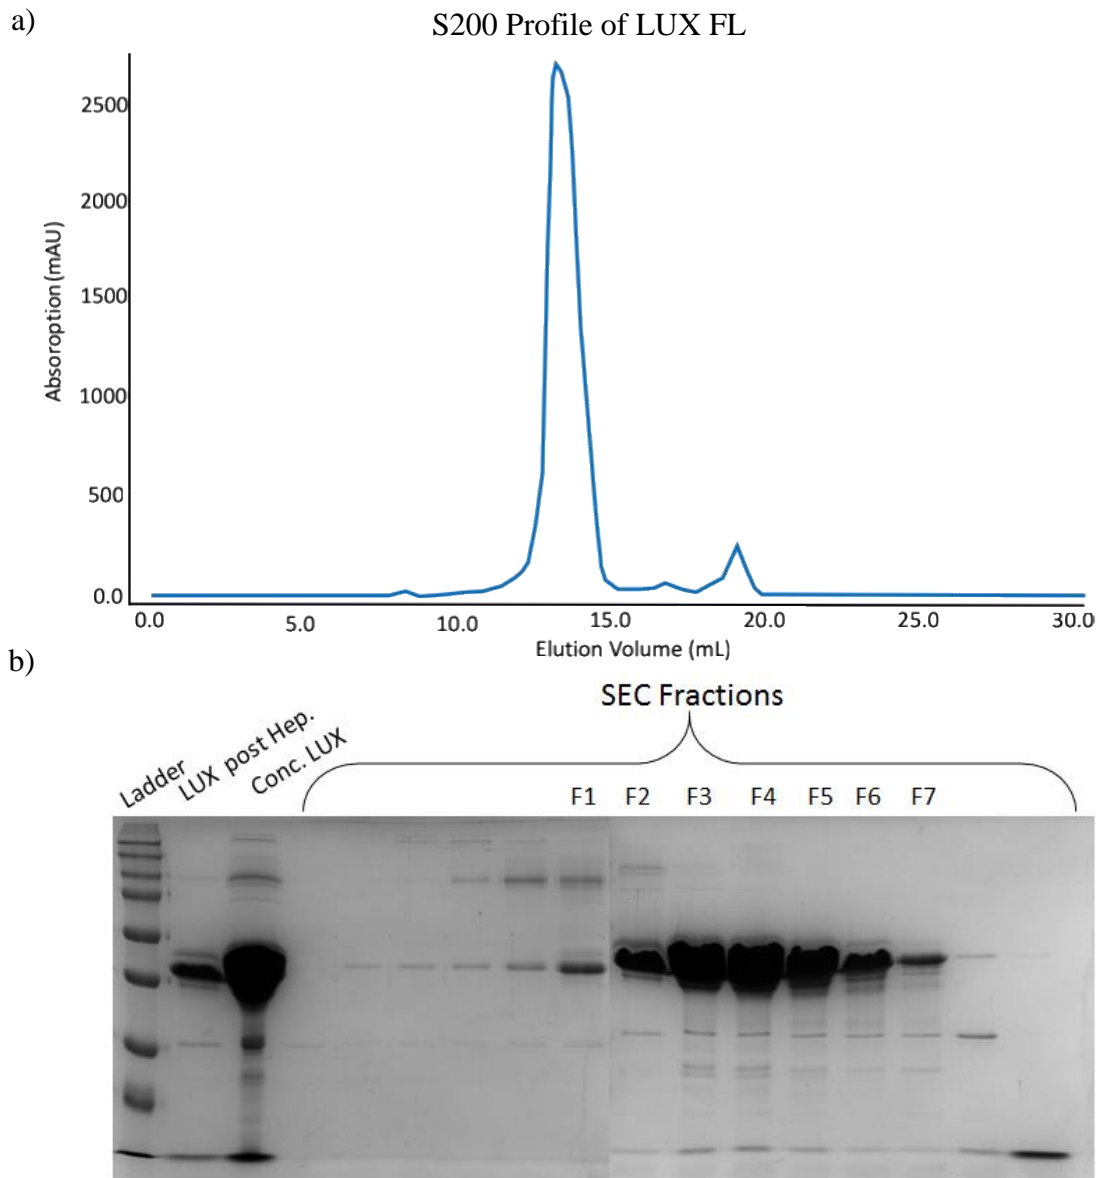 a)
S200 Profile of LUX FL
2500
2000
1500
1000
500
0.0
Absoroption (mAU)
0.0 5.0 10.0 15.0 20.0 25.0 30.0
Elution Volume (mL)
b)
SEC Fractions
Ladder
LUX post Hep.
Conc. LUX
F1 F2 F3 F4 F5 F6 F7